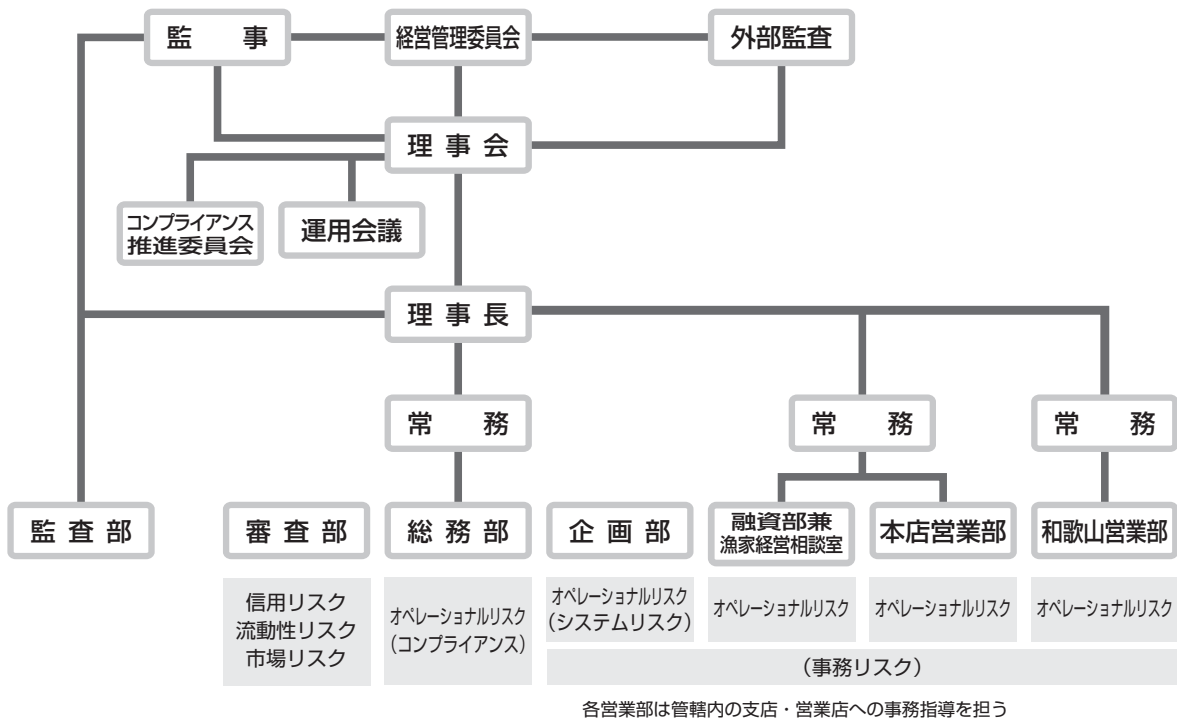 監　事
経営管理委員会
外部監査
理事会
コンプライアンス
推進委員会
運用会議
理事長
常　務
常　務
常　務
監査部
審査部
総務部
企画部
融資部兼
漁家経営相談室
本店営業部
和歌山営業部
信用リスク
流動性リスク
市場リスク
オペレーショナルリスク
(コンプライアンス)
オペレーショナルリスク
(システムリスク)
オペレーショナルリスク
オペレーショナルリスク
オペレーショナルリスク
(事務リスク)
各営業部は管轄内の支店・営業店への事務指導を担う